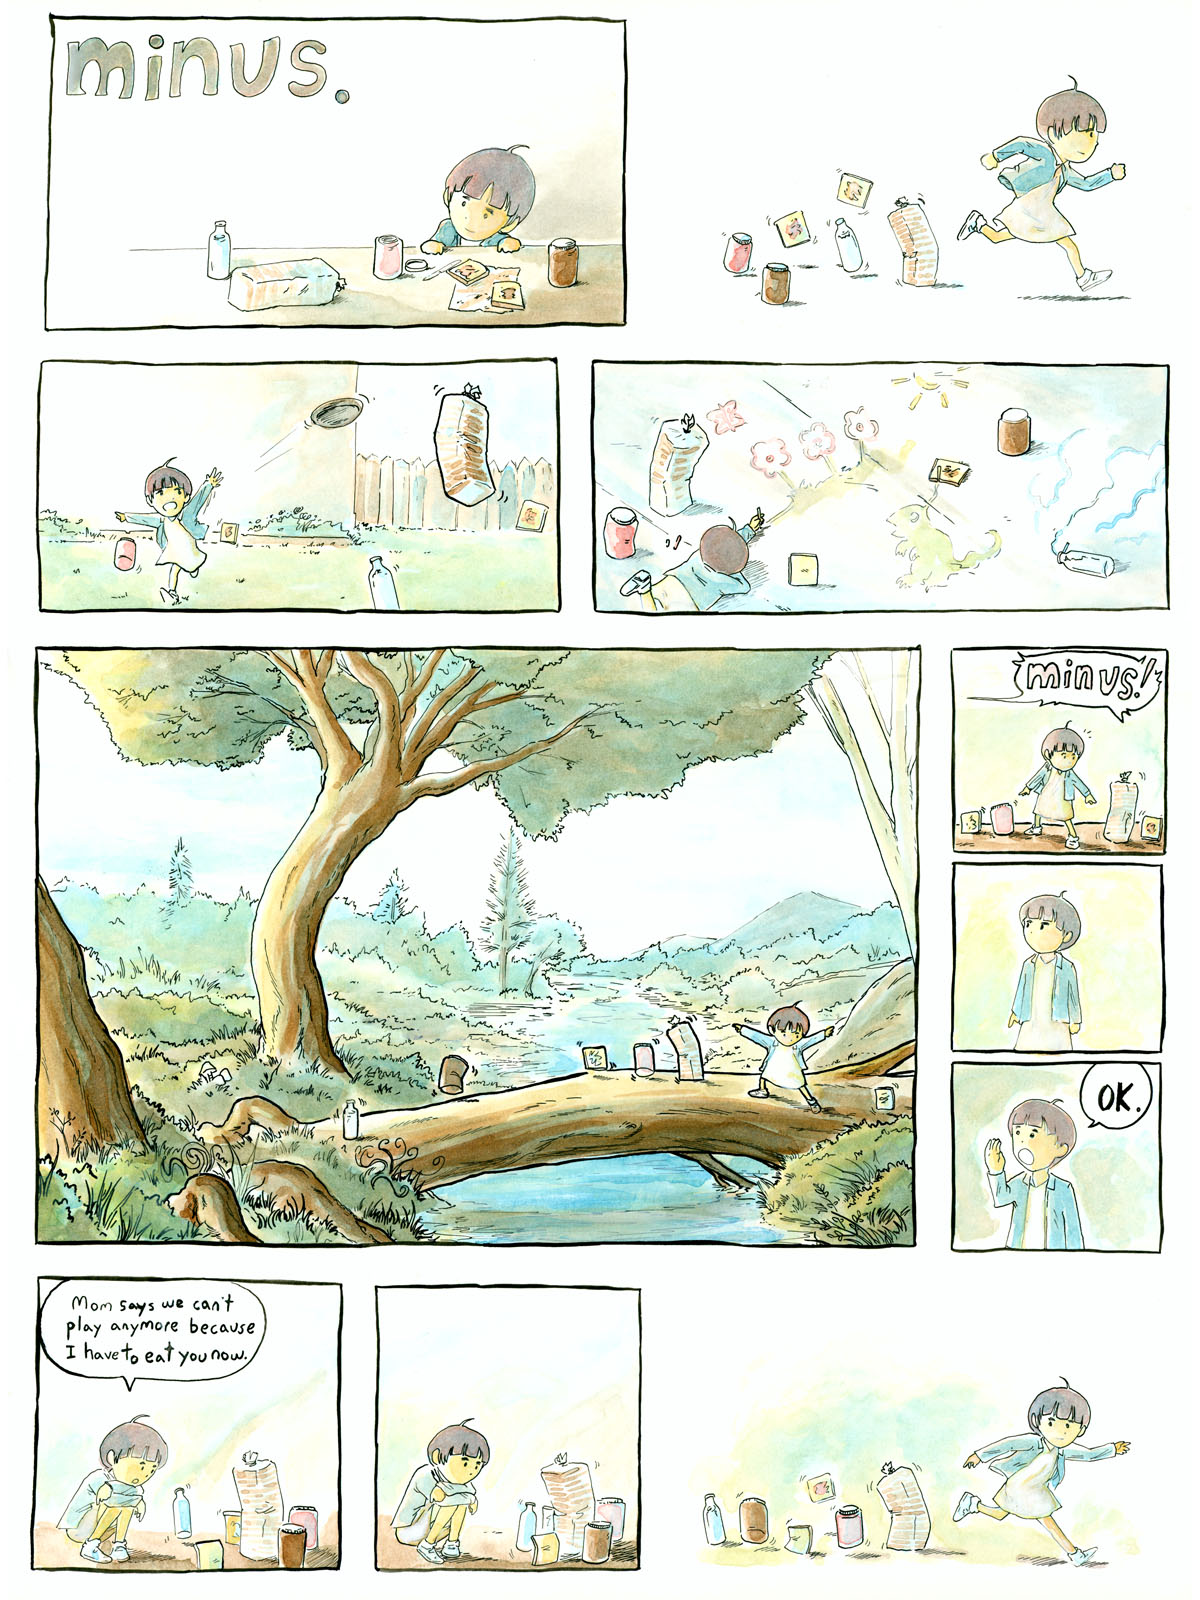 minus.
minus!
OK.
Mom says we can't
play anymore because
I have to eat you now.